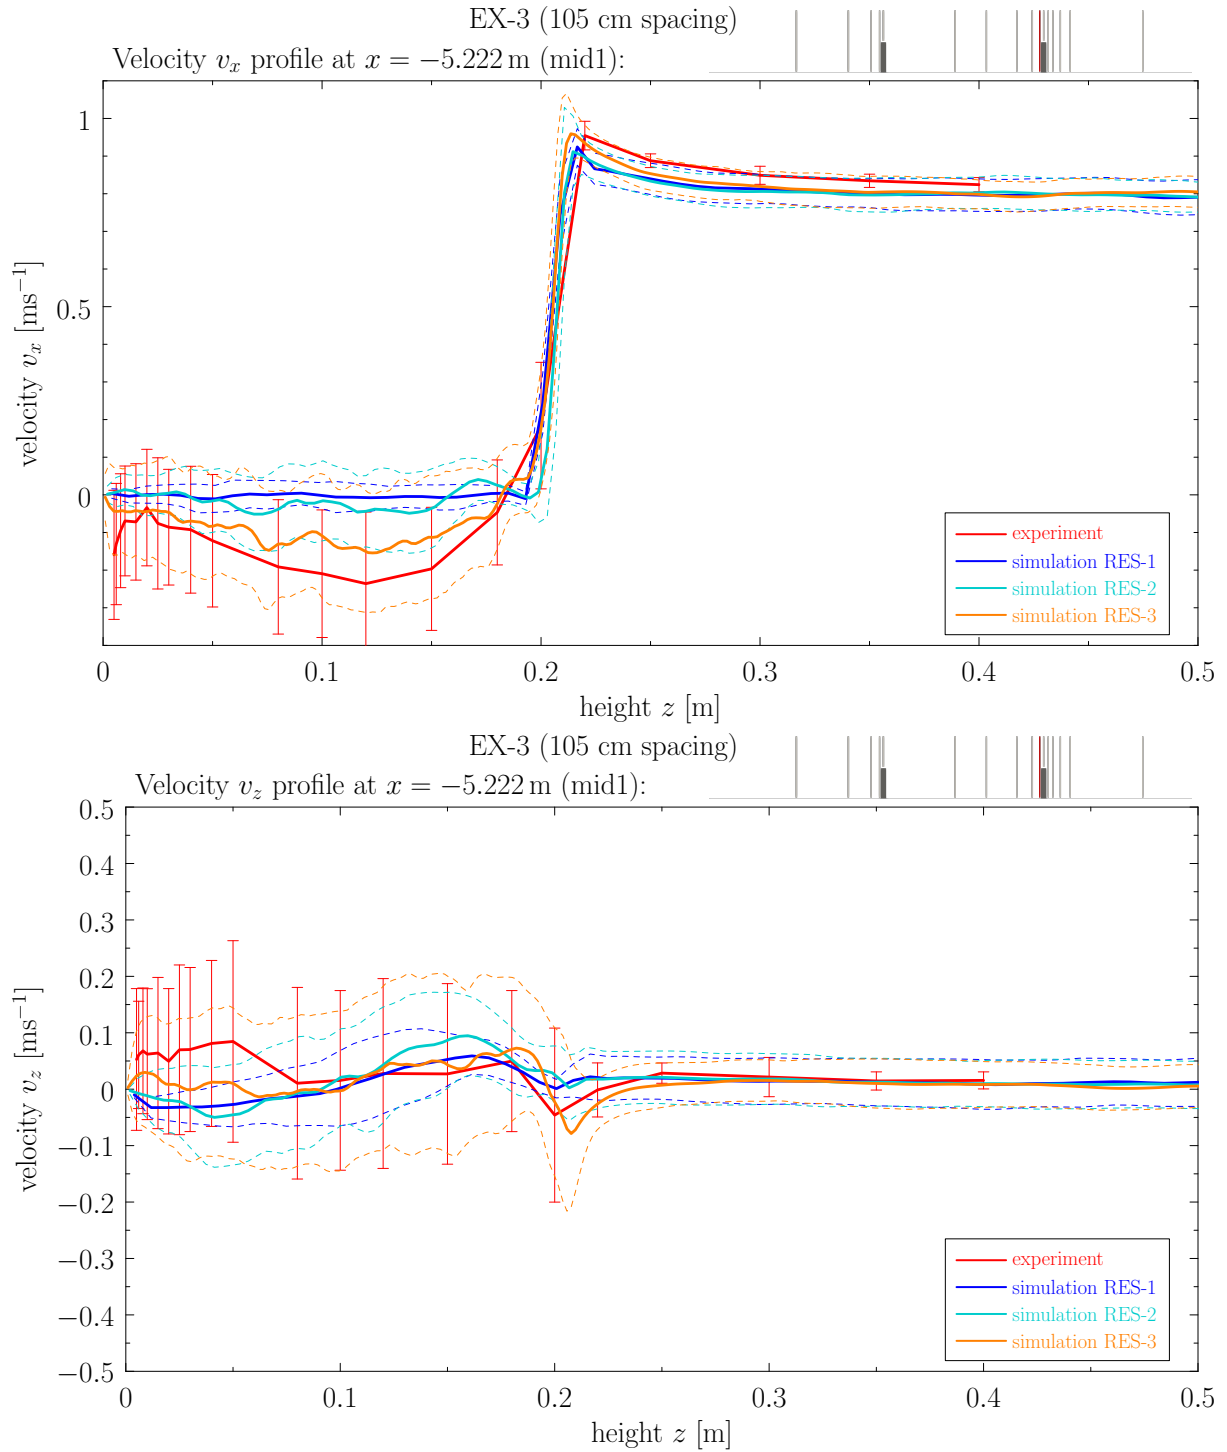 EX-3 (105 cm spacing)
Velocity vₓ profile at x = −5.222 m (mid1):
1
0.5
0
velocity vₓ [ms⁻¹]
experiment
simulation RES-1
simulation RES-2
simulation RES-3
0 0.1 0.2 0.3 0.4 0.5
height z [m]
EX-3 (105 cm spacing)
Velocity v_z profile at x = −5.222 m (mid1):
0.5
0.4
0.3
0.2
0.1
0
−0.1
−0.2
−0.3
−0.4
−0.5
velocity v_z [ms⁻¹]
experiment
simulation RES-1
simulation RES-2
simulation RES-3
0 0.1 0.2 0.3 0.4 0.5
height z [m]